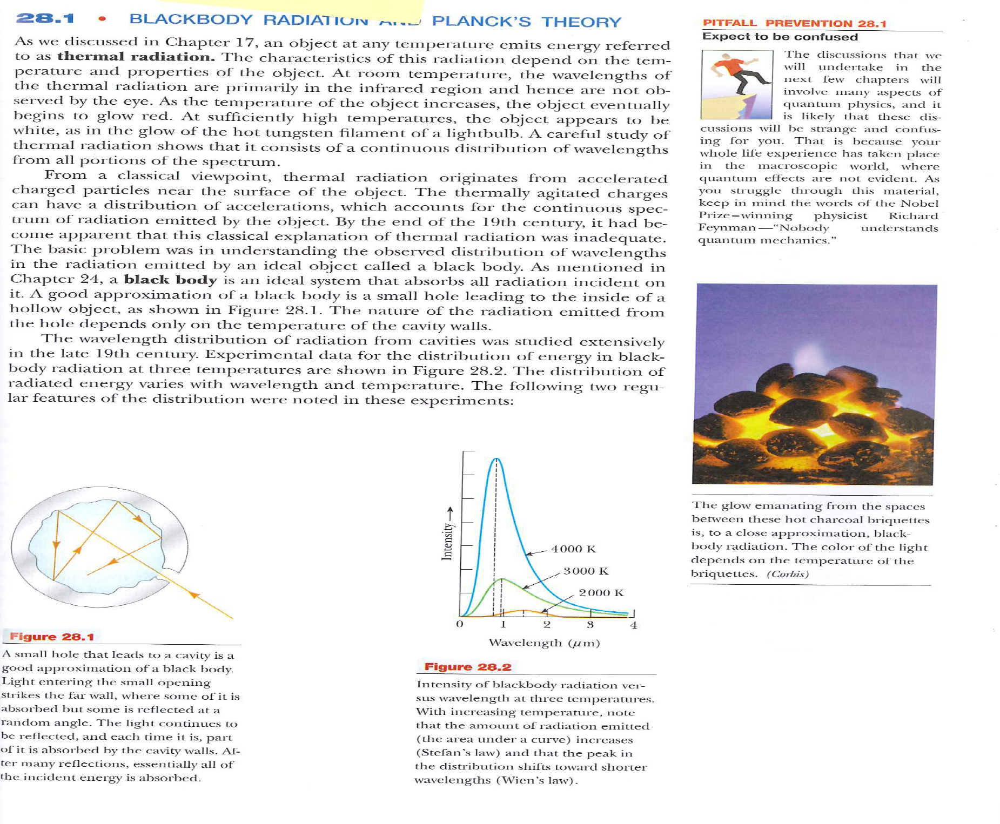 28.1 • BLACKBODY RADIATION AND PLANCK'S THEORY
As we discussed in Chapter 17, an object at any temperature emits energy referred
to as thermal radiation. The characteristics of this radiation depend on the tem-
perature and properties of the object. At room temperature, the wavelengths of
the thermal radiation are primarily in the infrared region and hence are not ob-
served by the eye. As the temperature of the object increases, the object eventually
begins to glow red. At sufficiently high temperatures, the object appears to be
white, as in the glow of the hot tungsten filament of a lightbulb. A careful study of
thermal radiation shows that it consists of a continuous distribution of wavelengths
from all portions of the spectrum.
From a classical viewpoint, thermal radiation originates from accelerated
charged particles near the surface of the object. The thermally agitated charges
can have a distribution of accelerations, which accounts for the continuous spec-
trum of radiation emitted by the object. By the end of the 19th century, it had be-
come apparent that this classical explanation of thermal radiation was inadequate.
The basic problem was in understanding the observed distribution of wavelengths
in the radiation emitted by an ideal object called a black body. As mentioned in
Chapter 24, a black body is an ideal system that absorbs all radiation incident on
it. A good approximation of a black body is a small hole leading to the inside of a
hollow object, as shown in Figure 28.1. The nature of the radiation emitted from
the hole depends only on the temperature of the cavity walls.
The wavelength distribution of radiation from cavities was studied extensively
in the late 19th century. Experimental data for the distribution of energy in black-
body radiation at three temperatures are shown in Figure 28.2. The distribution of
radiated energy varies with wavelength and temperature. The following two regu-
lar features of the distribution were noted in these experiments:
PITFALL PREVENTION 28.1
Expect to be confused
The discussions that we
will undertake in the
next few chapters will
involve many aspects of
quantum physics, and it
is likely that these dis-
cussions will be strange and confus-
ing for you. That is because your
whole life experience has taken place
in the macroscopic world, where
quantum effects are not evident. As
you struggle through this material,
keep in mind the words of the Nobel
Prize–winning physicist Richard
Feynman—“Nobody understands
quantum mechanics.”
The glow emanating from the spaces
between these hot charcoal briquettes
is, to a close approximation, black-
body radiation. The color of the light
depends on the temperature of the
briquettes. (Corbis)
Figure 28.1
A small hole that leads to a cavity is a
good approximation of a black body.
Light entering the small opening
strikes the far wall, where some of it is
absorbed but some is reflected at a
random angle. The light continues to
be reflected, and each time it is, part
of it is absorbed by the cavity walls. Af-
ter many reflections, essentially all of
the incident energy is absorbed.
Intensity
4000 K
3000 K
2000 K
0 1 2 3 4
Wavelength (μm)
Figure 28.2
Intensity of blackbody radiation ver-
sus wavelength at three temperatures.
With increasing temperature, note
that the amount of radiation emitted
(the area under a curve) increases
(Stefan's law) and that the peak in
the distribution shifts toward shorter
wavelengths (Wien's law).